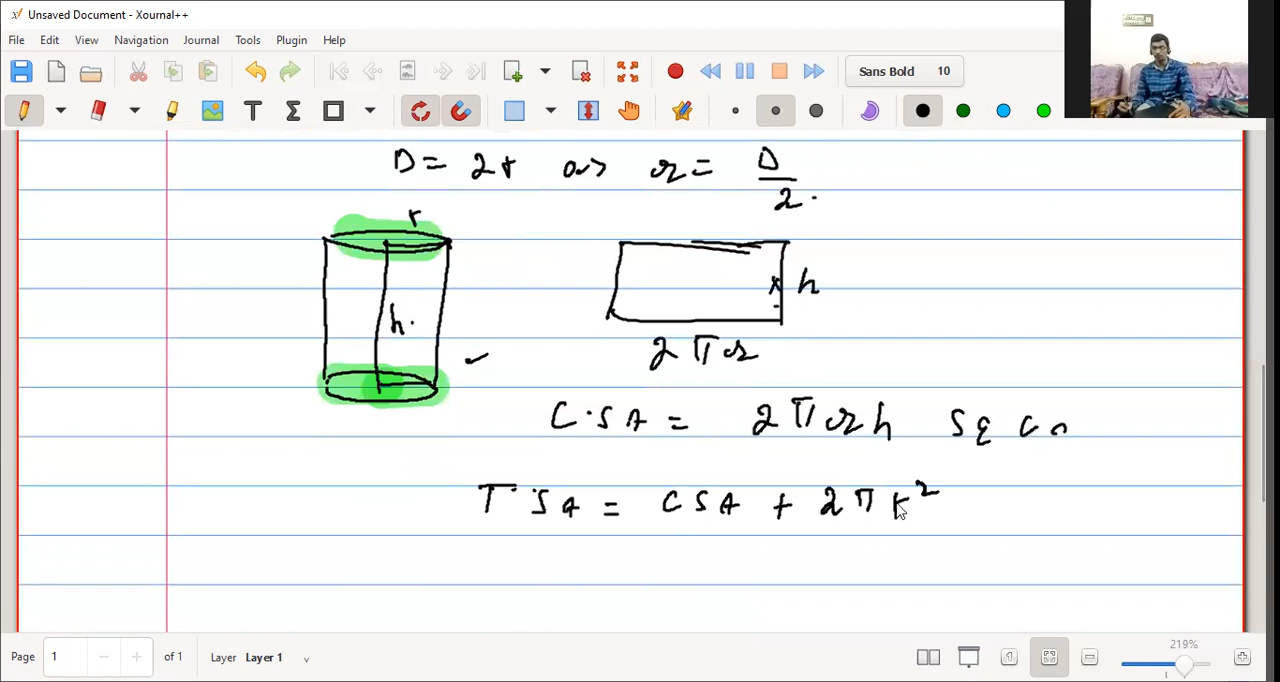 Unsaved Document - Xournal++
File Edit View Navigation Journal Tools Plugin Help
Sans Bold 10
D = 2r or r = D/2.
r
h.
h
2πr
C.S A = 2πrh Sq
T.S A = CSA + 2πr²
Page 1 of 1 Layer Layer 1 219%